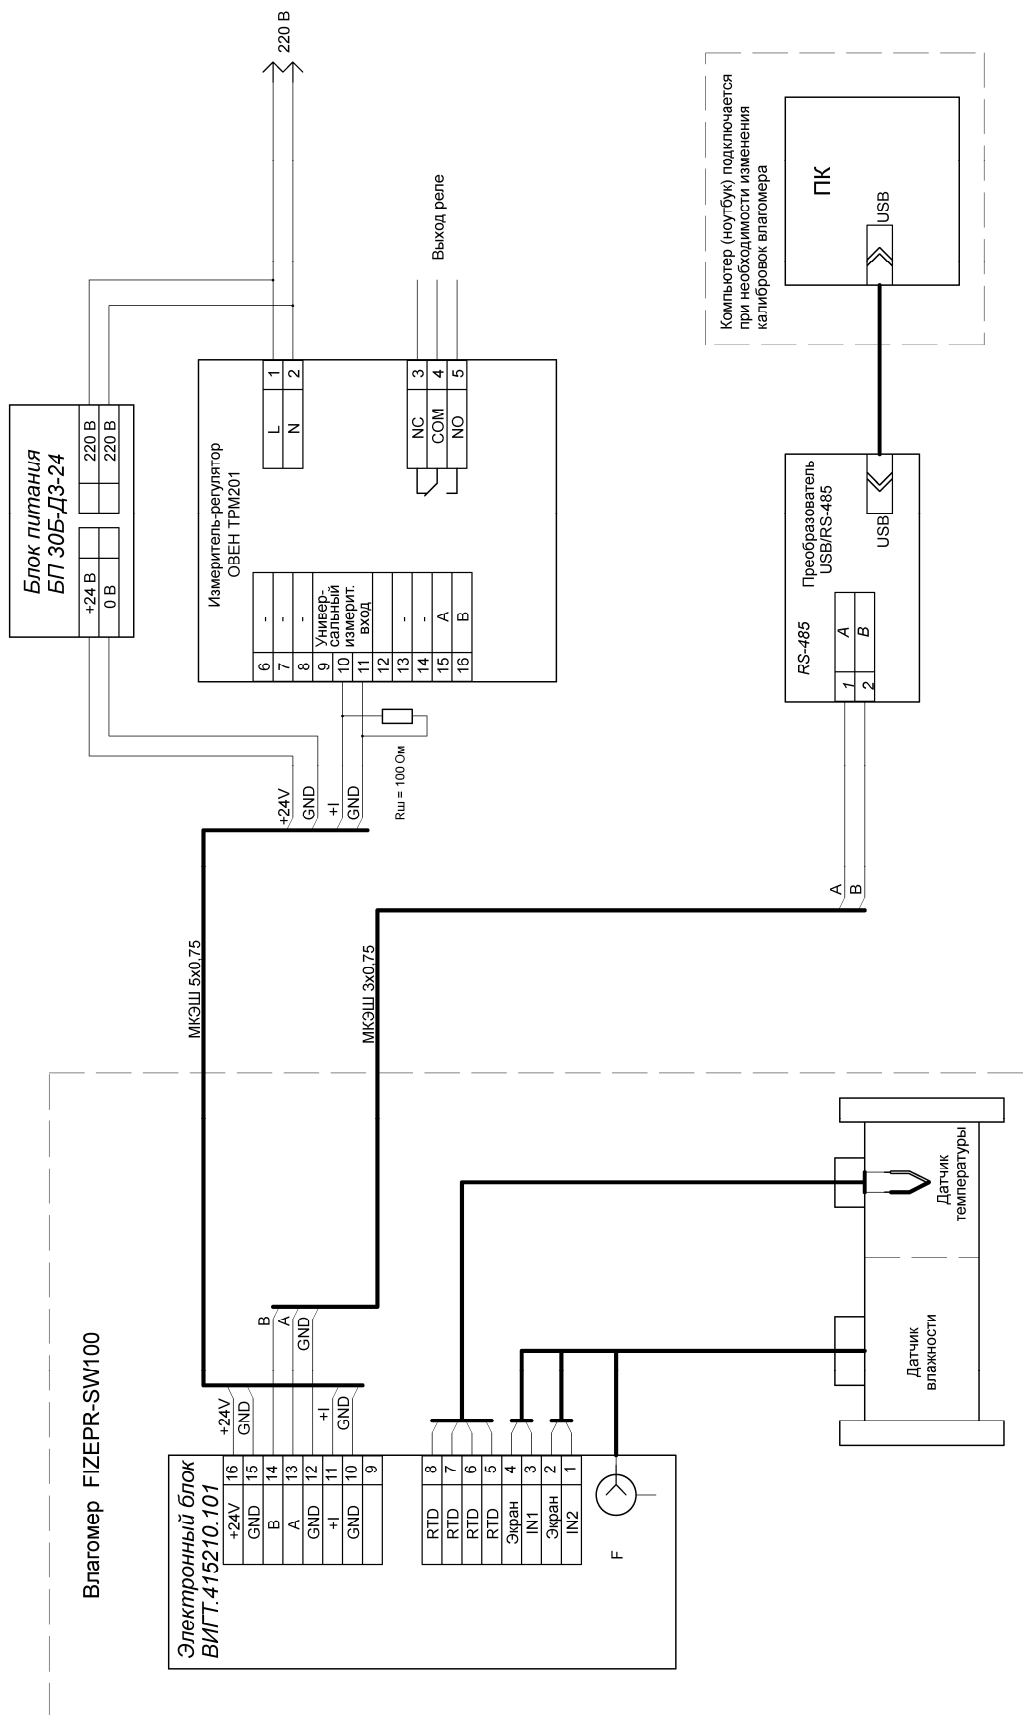 Влагомер FIZEPR-SW100
Электронный блок
ВИГТ.415210.101
+24V 16
GND 15
B 14
A 13
GND 12
+I 11
GND 10
9
RTD 8
RTD 7
RTD 6
RTD 5
Экран 4
IN1 3
Экран 2
IN2 1
F
+24V
GND
B
A
GND
+I
GND
Датчик
влажности
Датчик
температуры
МКЭШ 5х0,75
МКЭШ 3х0,75
+24V
GND
+I
GND
Rш = 100 Ом
A
B
Блок питания
БП 30Б-Д3-24
+24 В
0 В
220 В
220 В
Измеритель-регулятор
ОВЕН ТРМ201
6 -
7 -
8 -
9
10
11
12
Универ-
сальный
измерит.
вход
13 -
14 -
15 A
16 B
L 1
N 2
NC 3
COM 4
NO 5
220 В
Выход реле
Преобразователь
USB/RS-485
RS-485
1 A
2 B
USB
Компьютер (ноутбук) подключается
при необходимости изменения
калибровок влагомера
ПК
USB